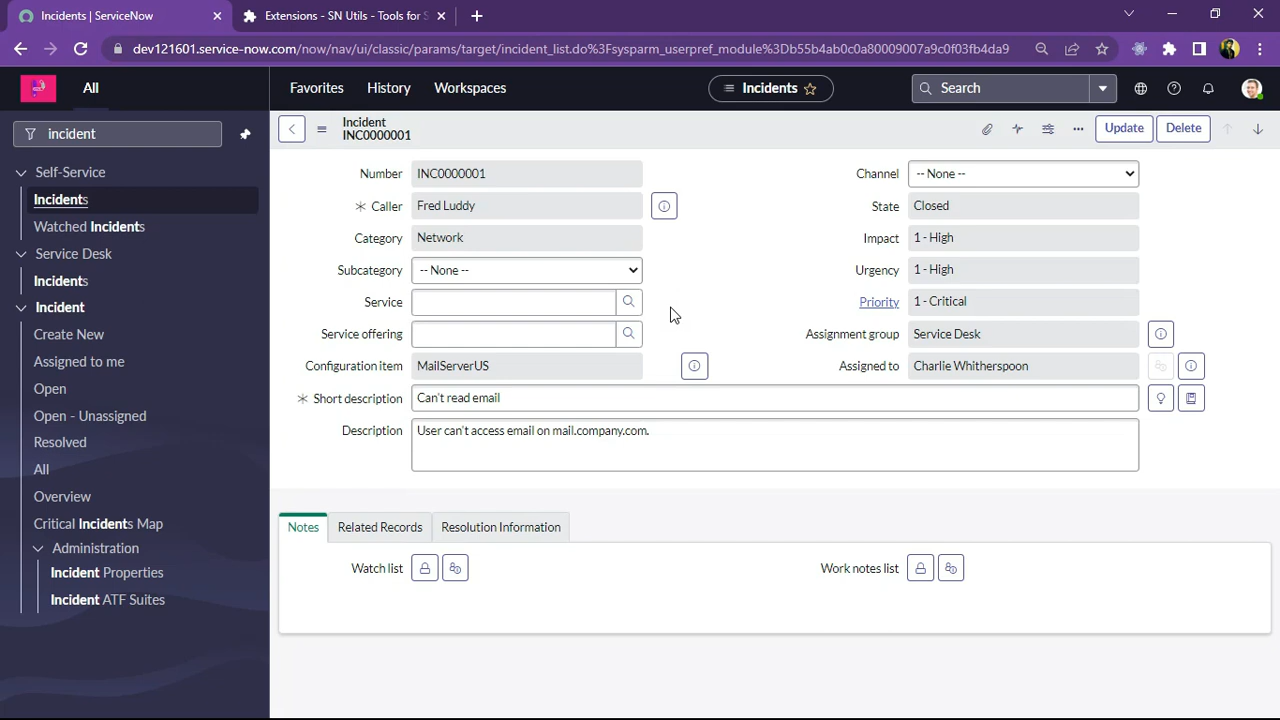 Incidents | ServiceNow
Extensions - SN Utils - Tools for S
dev121601.service-now.com/now/nav/ui/classic/params/target/incident_list.do%3Fsysparm_userpref_module%3Db55b4ab0c0a80009007a9c0f03fb4da9
All
Favorites
History
Workspaces
Incidents
Search
incident
Self-Service
Incidents
Watched Incidents
Service Desk
Incidents
Incident
Create New
Assigned to me
Open
Open - Unassigned
Resolved
All
Overview
Critical Incidents Map
Administration
Incident Properties
Incident ATF Suites
Incident
INC0000001
Update
Delete
Number INC0000001
Caller Fred Luddy
Category Network
Subcategory -- None --
Service
Service offering
Configuration item MailServerUS
Channel -- None --
State Closed
Impact 1 - High
Urgency 1 - High
Priority 1 - Critical
Assignment group Service Desk
Assigned to Charlie Whitherspoon
Short description Can't read email
Description User can't access email on mail.company.com.
Notes
Related Records
Resolution Information
Watch list
Work notes list